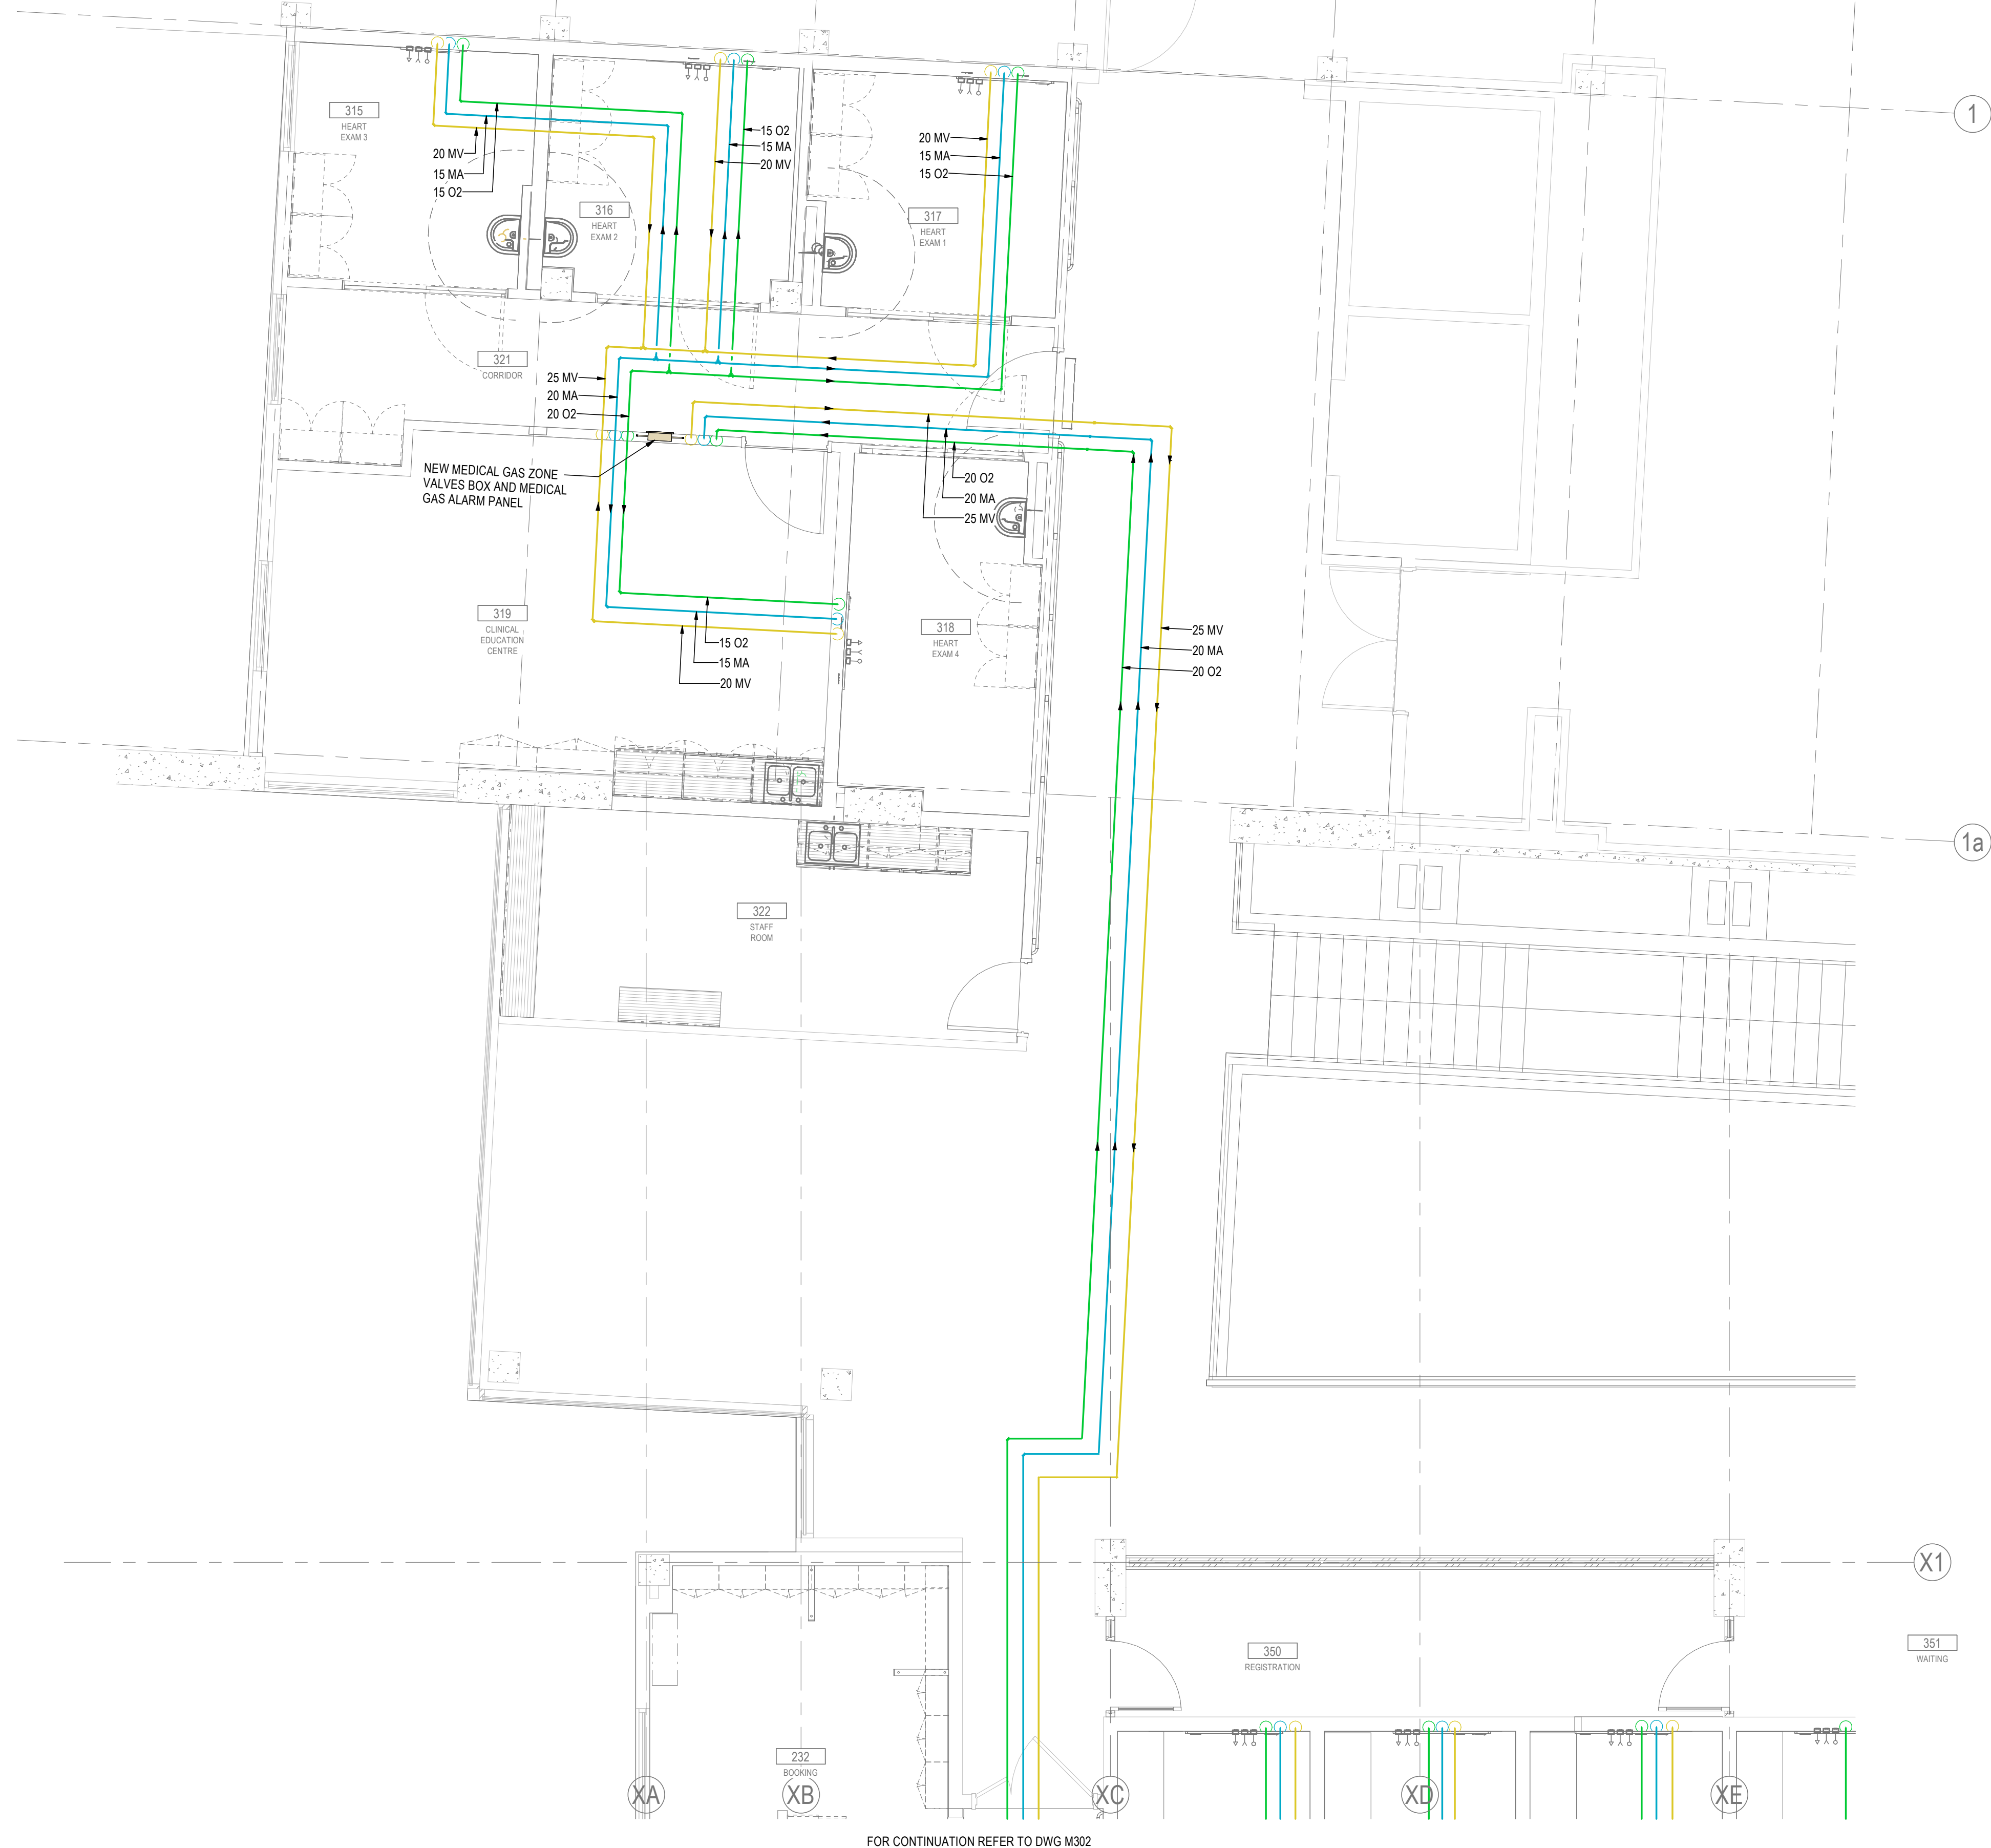 1
315
HEART
EXAM 3
20 MV
15 MA
15 O2
15 O2
15 MA
20 MV
316
HEART
EXAM 2
20 MV
15 MA
15 O2
317
HEART
EXAM 1
321
CORRIDOR
25 MV
20 MA
20 O2
NEW MEDICAL GAS ZONE
VALVES BOX AND MEDICAL
GAS ALARM PANEL
20 O2
20 MA
25 MV
319
CLINICAL
EDUCATION
CENTRE
15 O2
15 MA
20 MV
318
HEART
EXAM 4
25 MV
20 MA
20 O2
1a
322
STAFF
ROOM
X1
350
REGISTRATION
351
WAITING
232
BOOKING
XA
XB
XC
XD
XE
FOR CONTINUATION REFER TO DWG M302